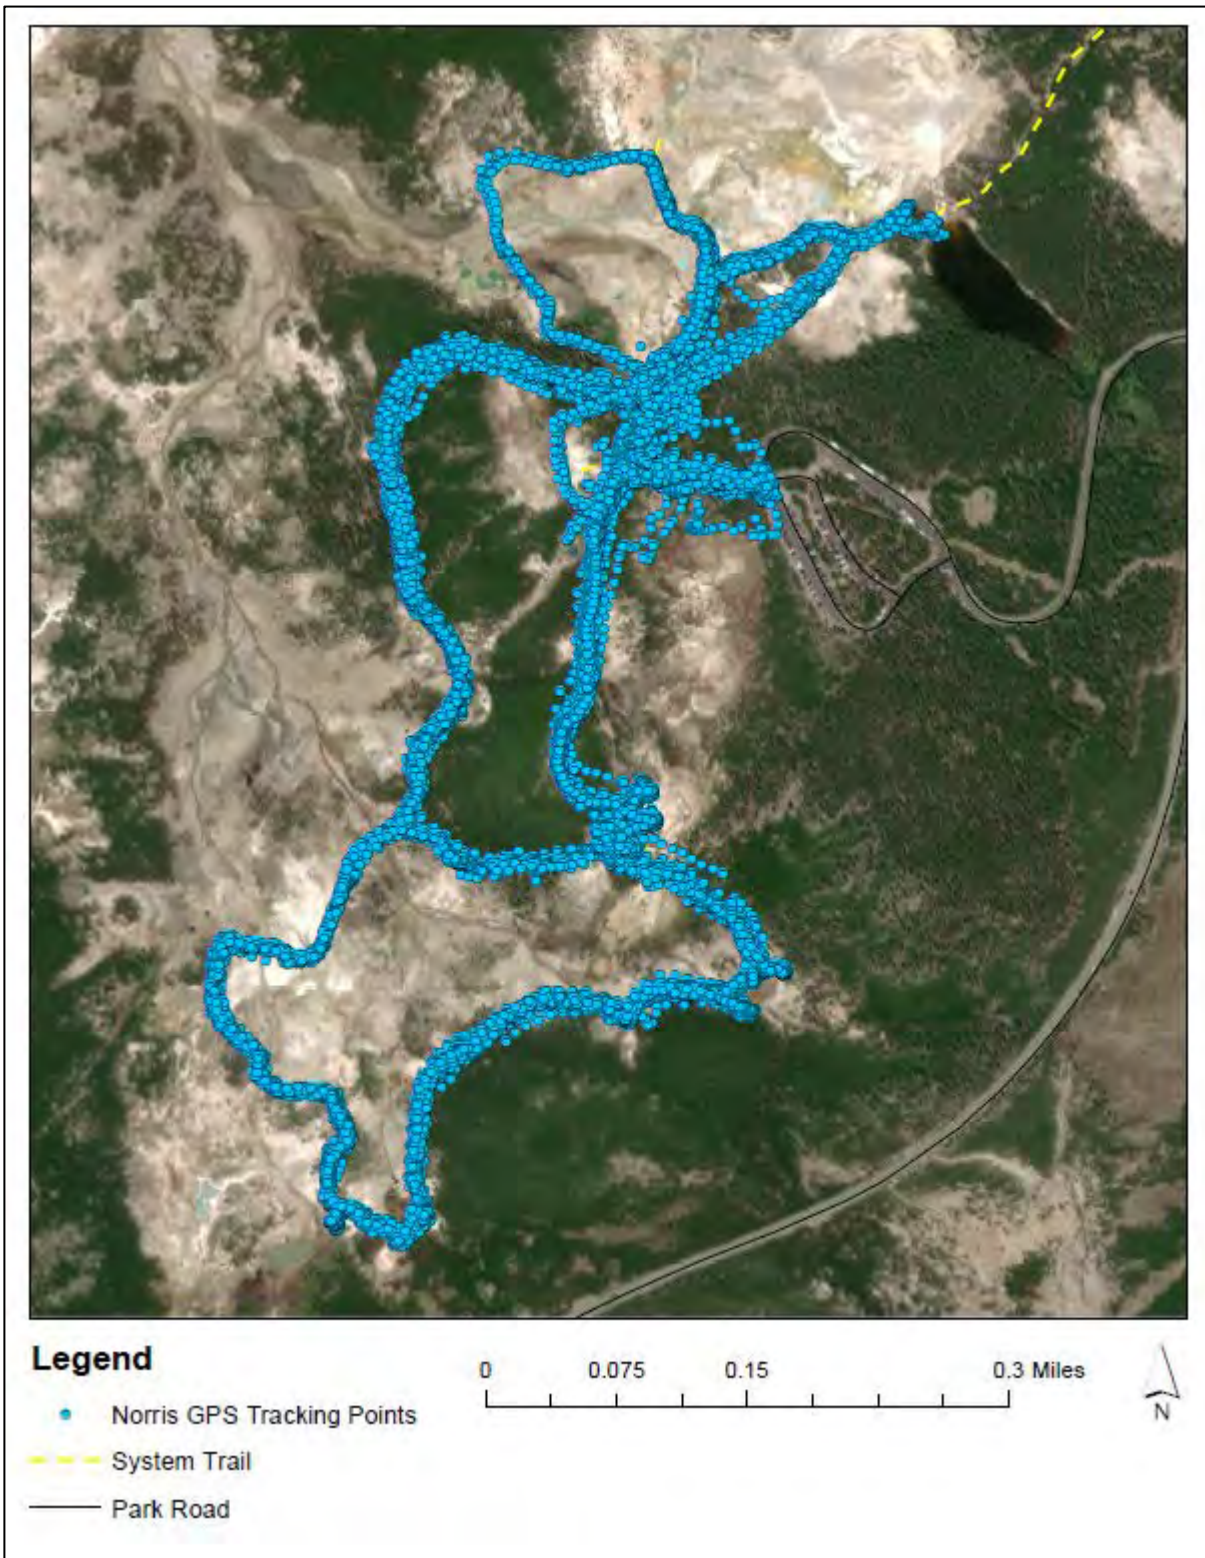 Legend
0 0.075 0.15 0.3 Miles
Norris GPS Tracking Points
N
System Trail
Park Road